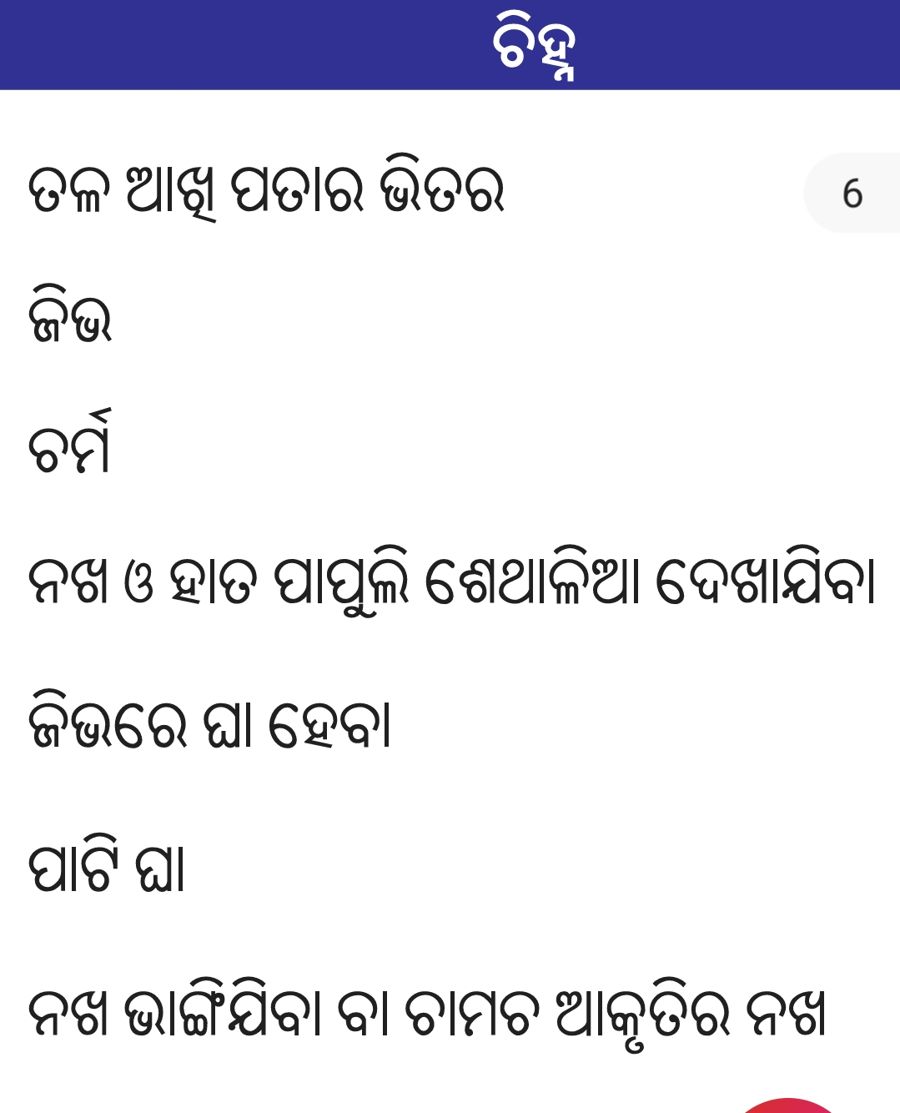 ଚିହ୍ନ
ତଳ ଆଖି ପତାର ଭିତର
6
ଜିଭ
ଚର୍ମ
ନଖ ଓ ହାତ ପାପୁଲି ଶେଥାଳିଆ ଦେଖାଯିବା
ଜିଭରେ ଘା ହେବା
ପାଟି ଘା
ନଖ ଭାଙ୍ଗିଯିବା ବା ଚାମଚ ଆକୃତିର ନଖ